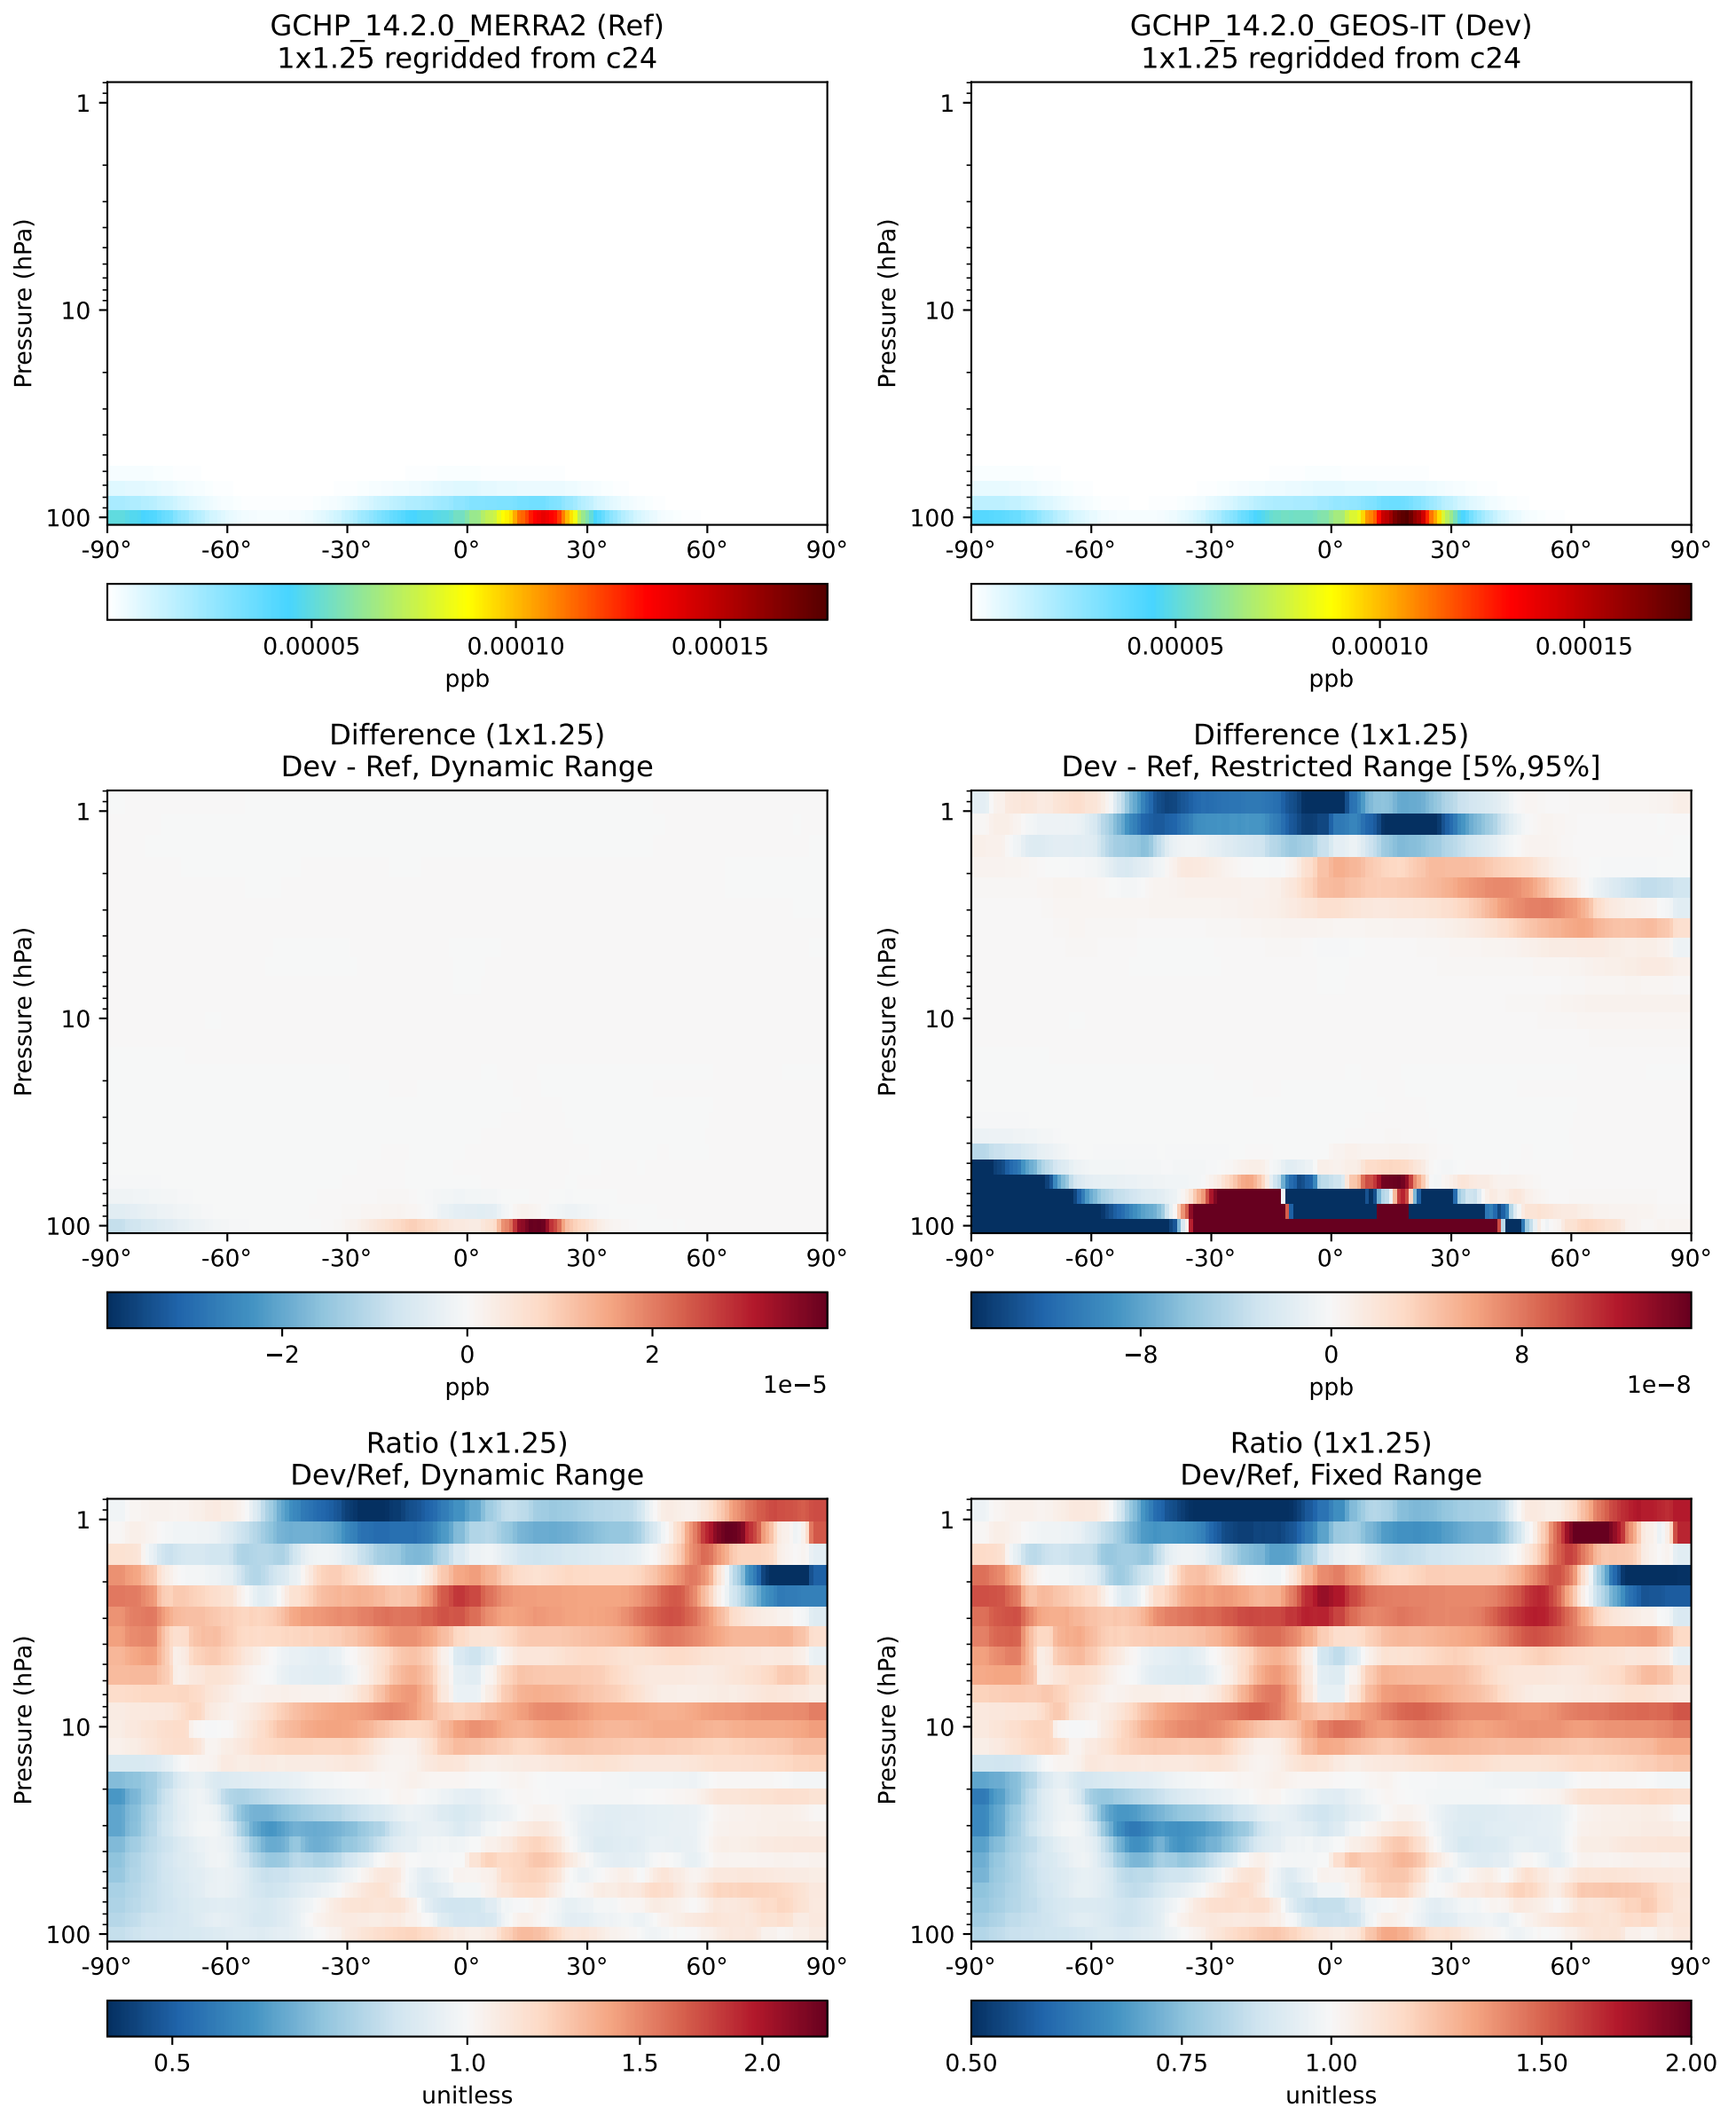 GCHP_14.2.0_MERRA2 (Ref)
1x1.25 regridded from c24
Pressure (hPa)
1
10
100
-90° -60° -30° 0° 30° 60° 90°
0.00005 0.00010 0.00015
ppb
GCHP_14.2.0_GEOS-IT (Dev)
1x1.25 regridded from c24
Pressure (hPa)
1
10
100
-90° -60° -30° 0° 30° 60° 90°
0.00005 0.00010 0.00015
ppb
Difference (1x1.25)
Dev - Ref, Dynamic Range
Pressure (hPa)
1
10
100
-90° -60° -30° 0° 30° 60° 90°
−2 0 2
1e−5
ppb
Difference (1x1.25)
Dev - Ref, Restricted Range [5%,95%]
Pressure (hPa)
1
10
100
-90° -60° -30° 0° 30° 60° 90°
−8 0 8
1e−8
ppb
Ratio (1x1.25)
Dev/Ref, Dynamic Range
Pressure (hPa)
1
10
100
-90° -60° -30° 0° 30° 60° 90°
0.5 1.0 1.5 2.0
unitless
Ratio (1x1.25)
Dev/Ref, Fixed Range
Pressure (hPa)
1
10
100
-90° -60° -30° 0° 30° 60° 90°
0.50 0.75 1.00 1.50 2.00
unitless